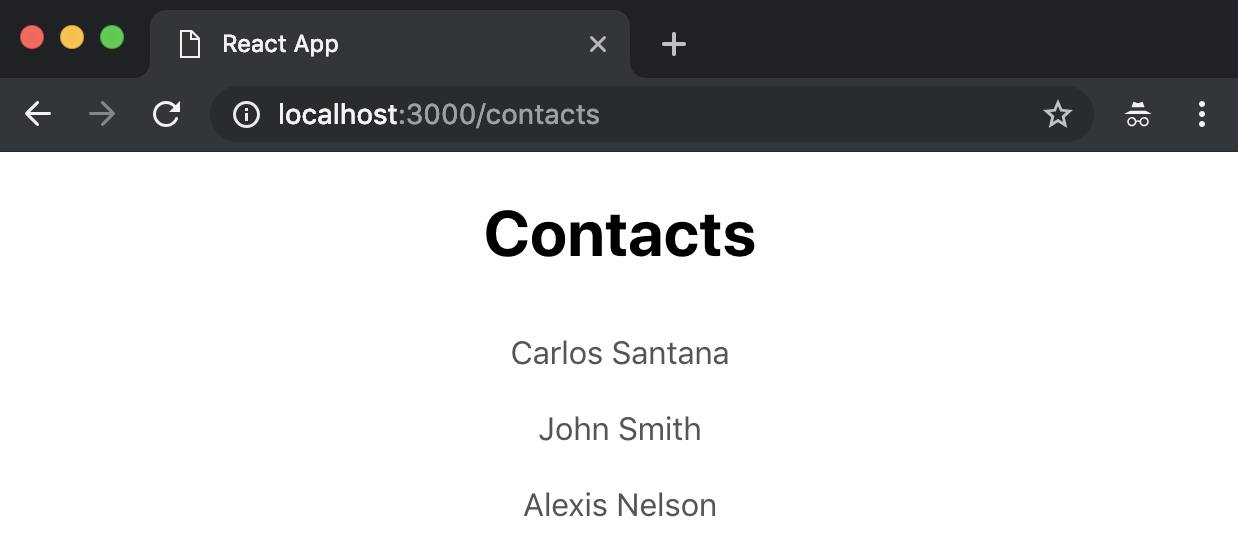 React App
localhost:3000/contacts
Contacts
Carlos Santana
John Smith
Alexis Nelson